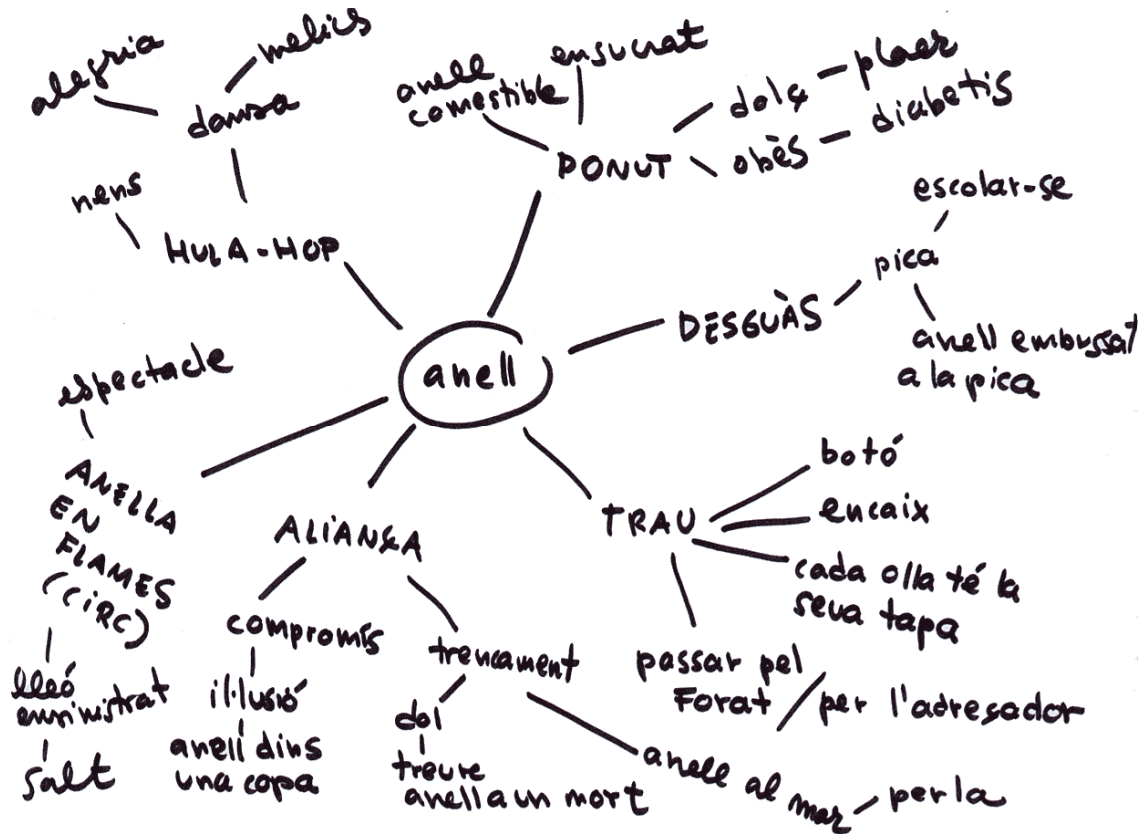 alegria
melics
dansa
nens
HULA-HOP
anell
comestible
ensucrat
DONUT
dolç
plaer
obès
diabetis
escolar-se
pica
DESGUÀS
anell embussat
a la pica
anell
espectacle
ANELLA
EN
FLAMES
(CIRC)
lleó
ensinistrat
salt
ALIANÇA
compromís
il·lusió
anell dins
una copa
trencament
dol
treure
anell a un mort
anell al mar
perla
TRAU
botó
encaix
cada olla té la
seva tapa
passar pel
Forat
per l'adreçador